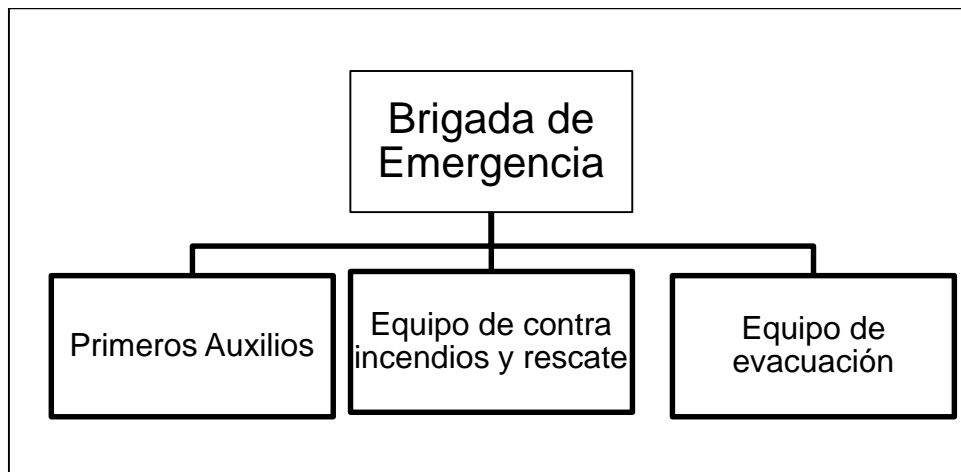 Brigada de
Emergencia
Primeros Auxilios
Equipo de contra
incendios y rescate
Equipo de
evacuación